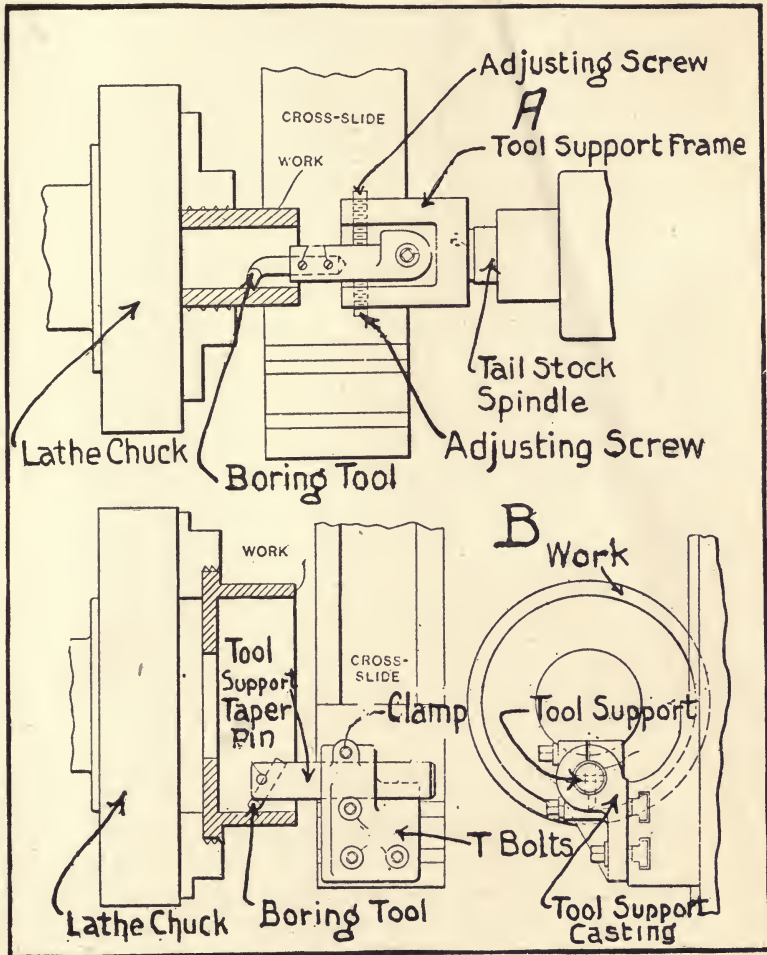 Adjusting Screw
A
CROSS-SLIDE
Tool Support Frame
WORK
Tail Stock
Spindle
Lathe Chuck
Adjusting Screw
Boring Tool
B
WORK
Work
Tool
Support
Taper
Pin
CROSS-
SLIDE
Clamp
Tool Support
T Bolts
Lathe Chuck
Boring Tool
Tool Support
Casting